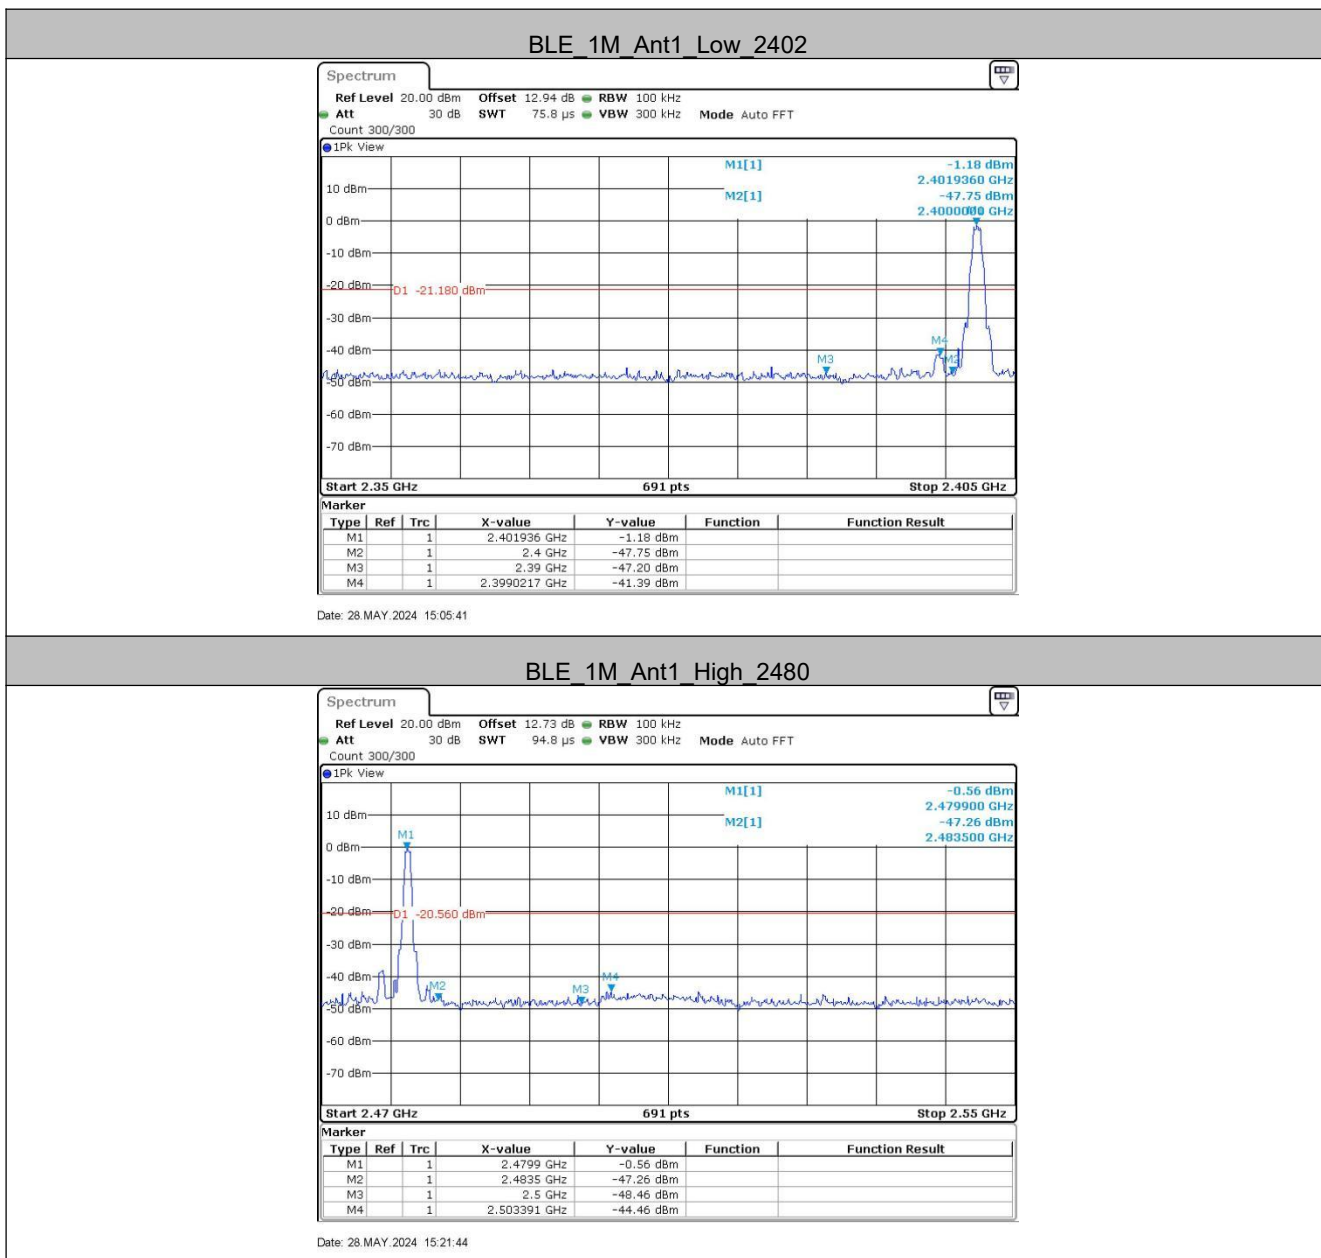 BLE_1M_Ant1_Low_2402
Spectrum
Ref Level 20.00 dBm Offset 12.94 dB RBW 100 kHz
Att 30 dB SWT 75.8 µs VBW 300 kHz Mode Auto FFT
Count 300/300
1Pk View
M1[1] -1.18 dBm
2.4019360 GHz
10 dBm
M2[1] -47.75 dBm
2.4000000 GHz
0 dBm
-10 dBm
-20 dBm
D1 -21.180 dBm
-30 dBm
-40 dBm
M4
M3
M2
-50 dBm
-60 dBm
-70 dBm
Start 2.35 GHz 691 pts Stop 2.405 GHz
Marker
Type Ref Trc X-value Y-value Function Function Result
M1 1 2.401936 GHz -1.18 dBm
M2 1 2.4 GHz -47.75 dBm
M3 1 2.39 GHz -47.20 dBm
M4 1 2.3990217 GHz -41.39 dBm
Date: 28.MAY.2024 15:05:41
BLE_1M_Ant1_High_2480
Spectrum
Ref Level 20.00 dBm Offset 12.73 dB RBW 100 kHz
Att 30 dB SWT 94.8 µs VBW 300 kHz Mode Auto FFT
Count 300/300
1Pk View
M1[1] -0.56 dBm
2.479900 GHz
10 dBm
M2[1] -47.26 dBm
2.483500 GHz
M1
0 dBm
-10 dBm
-20 dBm
D1 -20.560 dBm
-30 dBm
-40 dBm
M4
M2
M3
-50 dBm
-60 dBm
-70 dBm
Start 2.47 GHz 691 pts Stop 2.55 GHz
Marker
Type Ref Trc X-value Y-value Function Function Result
M1 1 2.4799 GHz -0.56 dBm
M2 1 2.4835 GHz -47.26 dBm
M3 1 2.5 GHz -48.46 dBm
M4 1 2.503391 GHz -44.46 dBm
Date: 28.MAY.2024 15:21:44